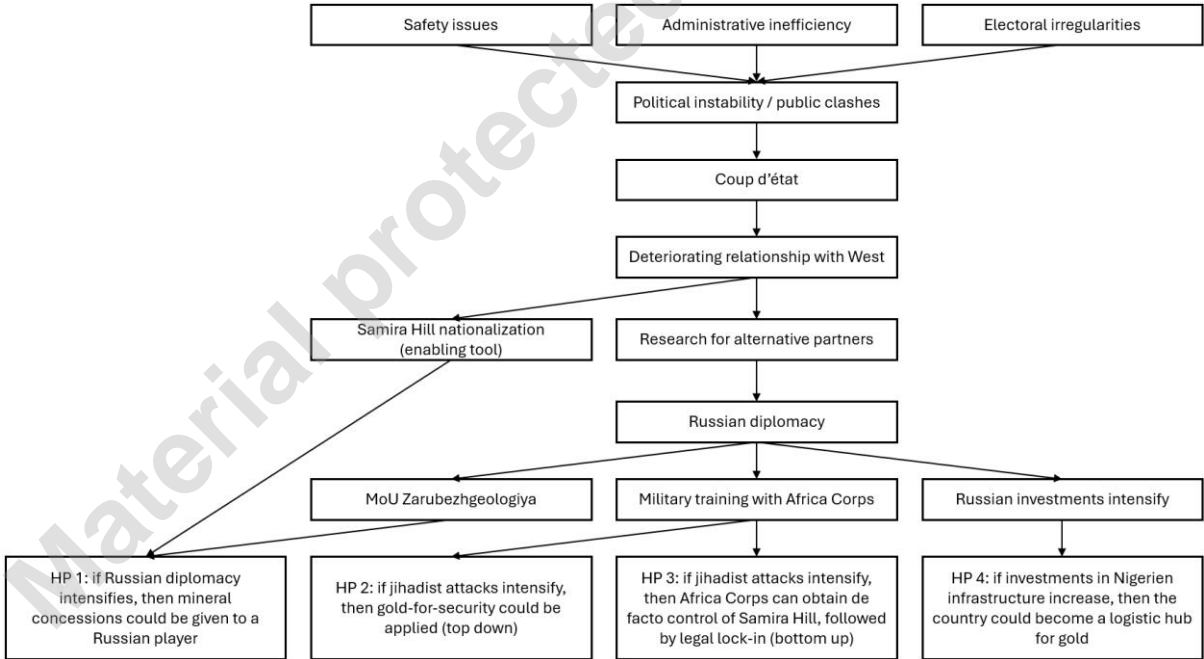 Safety issues
Administrative inefficiency
Electoral irregularities
Political instability / public clashes
Coup d’état
Deteriorating relationship with West
Samira Hill nationalization
(enabling tool)
Research for alternative partners
Russian diplomacy
MoU Zarubezhgeologiya
Military training with Africa Corps
Russian investments intensify
HP 1: if Russian diplomacy
intensifies, then mineral
concessions could be given to a
Russian player
HP 2: if jihadist attacks intensify,
then gold-for-security could be
applied (top down)
HP 3: if jihadist attacks intensify,
then Africa Corps can obtain de
facto control of Samira Hill, followed
by legal lock-in (bottom up)
HP 4: if investments in Nigerien
infrastructure increase, then the
country could become a logistic hub
for gold
Material protected